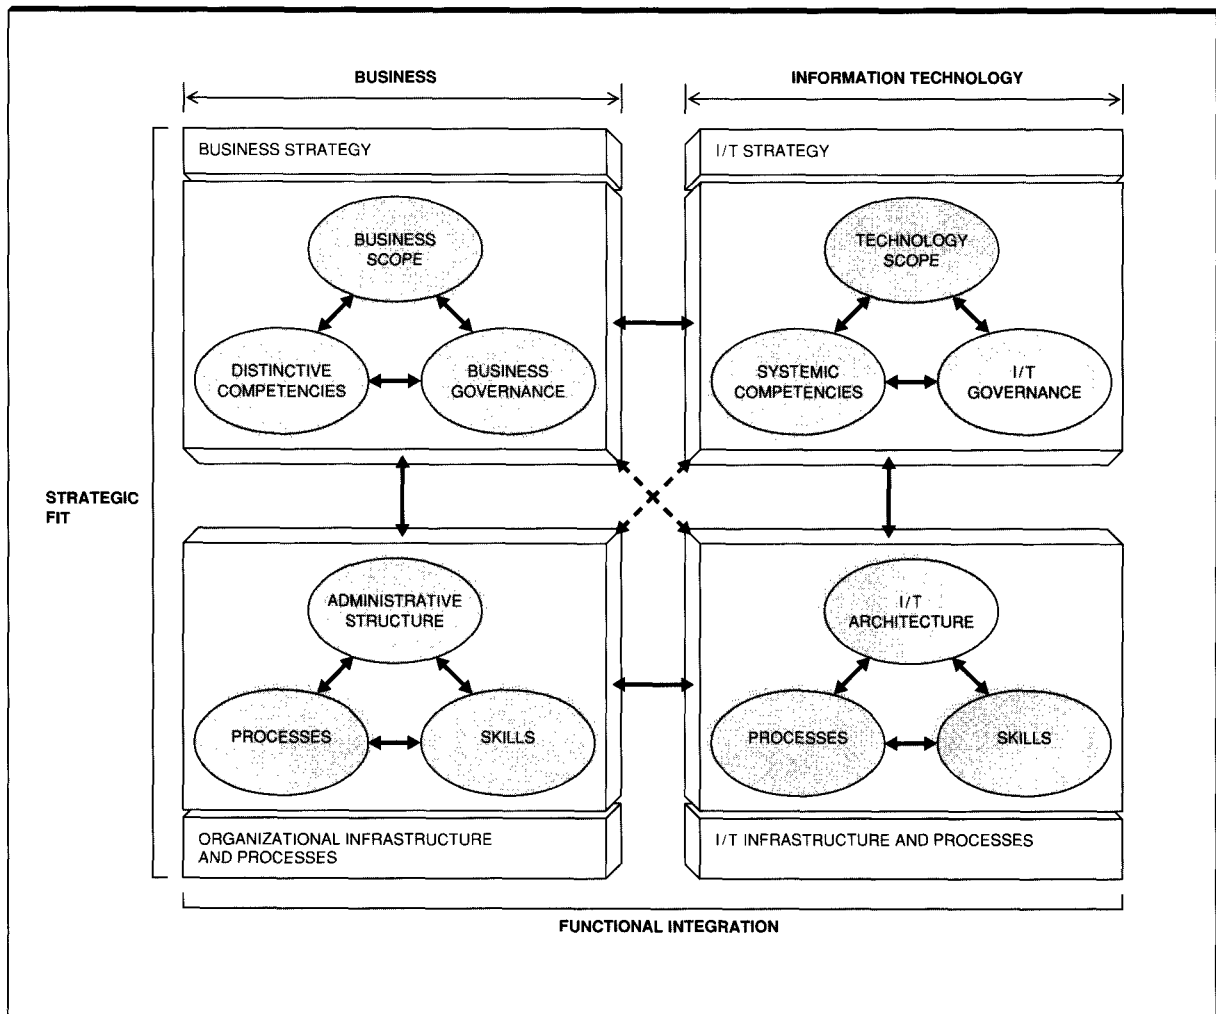 BUSINESS
INFORMATION TECHNOLOGY
BUSINESS STRATEGY
I/T STRATEGY
BUSINESS
SCOPE
TECHNOLOGY
SCOPE
DISTINCTIVE
COMPETENCIES
BUSINESS
GOVERNANCE
SYSTEMIC
COMPETENCIES
I/T
GOVERNANCE
STRATEGIC
FIT
ADMINISTRATIVE
STRUCTURE
I/T
ARCHITECTURE
PROCESSES
SKILLS
PROCESSES
SKILLS
ORGANIZATIONAL INFRASTRUCTURE
AND PROCESSES
I/T INFRASTRUCTURE AND PROCESSES
FUNCTIONAL INTEGRATION